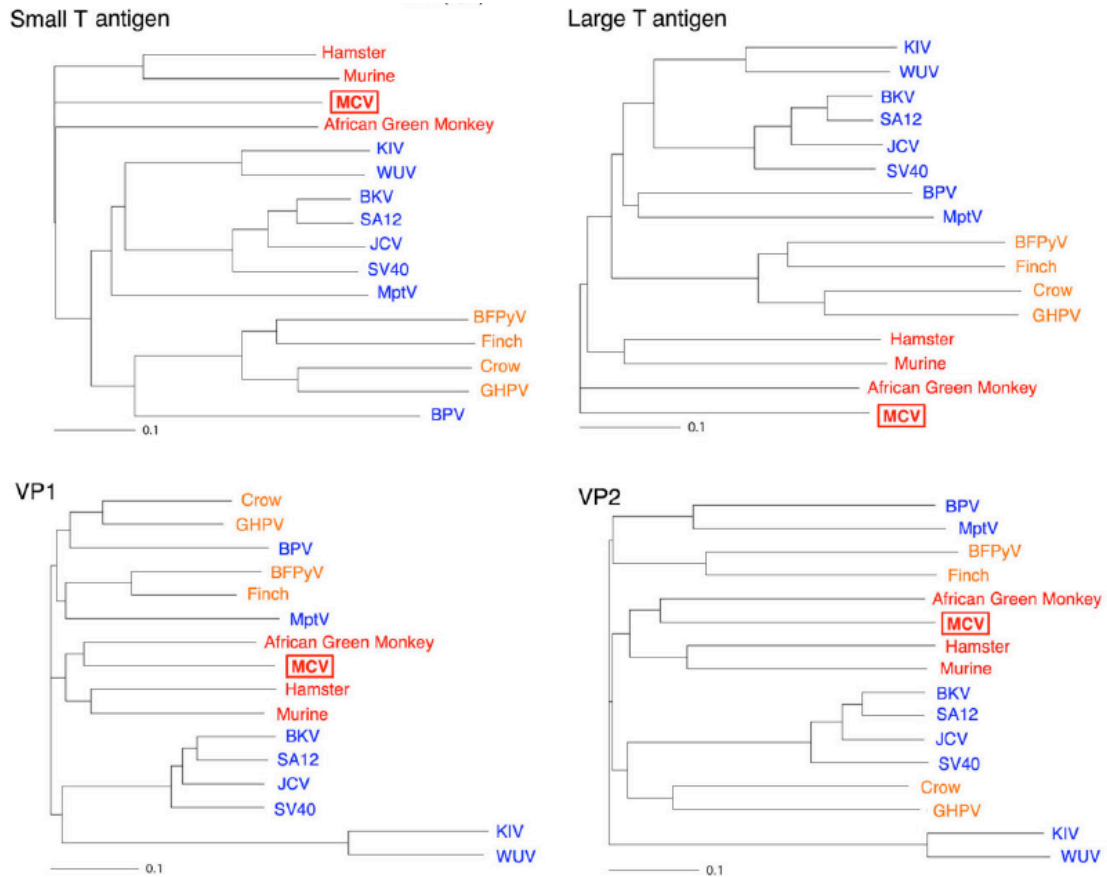 Small T antigen
Hamster
Murine
MCV
African Green Monkey
KIV
WUV
BKV
SA12
JCV
SV40
MptV
BFPyV
Finch
Crow
GHPV
BPV
0.1
Large T antigen
KIV
WUV
BKV
SA12
JCV
SV40
BPV
MptV
BFPyV
Finch
Crow
GHPV
Hamster
Murine
African Green Monkey
MCV
0.1
VP1
Crow
GHPV
BPV
BFPyV
Finch
MptV
African Green Monkey
MCV
Hamster
Murine
BKV
SA12
JCV
SV40
KIV
WUV
0.1
VP2
BPV
MptV
BFPyV
Finch
African Green Monkey
MCV
Hamster
Murine
BKV
SA12
JCV
SV40
Crow
GHPV
KIV
WUV
0.1